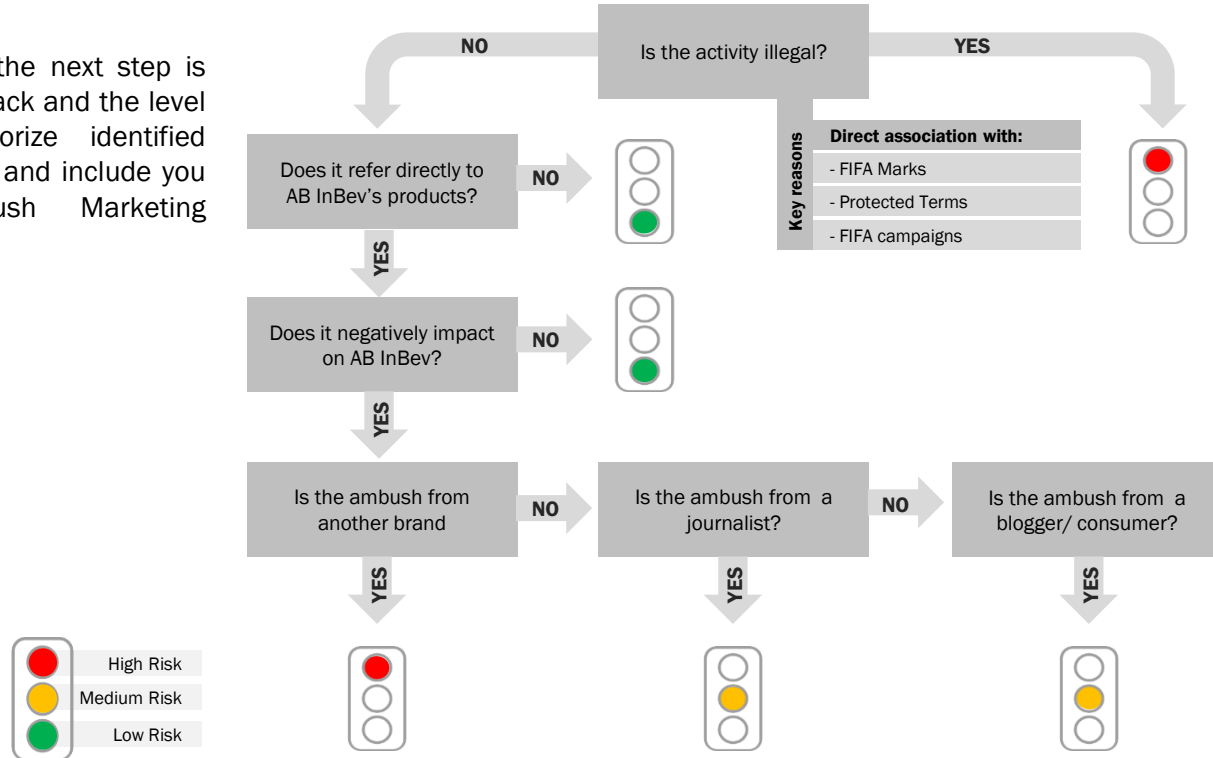 the next step is
ack and the level
orize identified
and include you
ush Marketing
NO
Is the activity illegal?
YES
Key reasons
Direct association with:
- FIFA Marks
- Protected Terms
- FIFA campaigns
Does it refer directly to
AB InBev's products?
NO
YES
Does it negatively impact
on AB InBev?
NO
YES
Is the ambush from
another brand
NO
Is the ambush from a
journalist?
NO
Is the ambush from a
blogger/ consumer?
YES
YES
YES
High Risk
Medium Risk
Low Risk